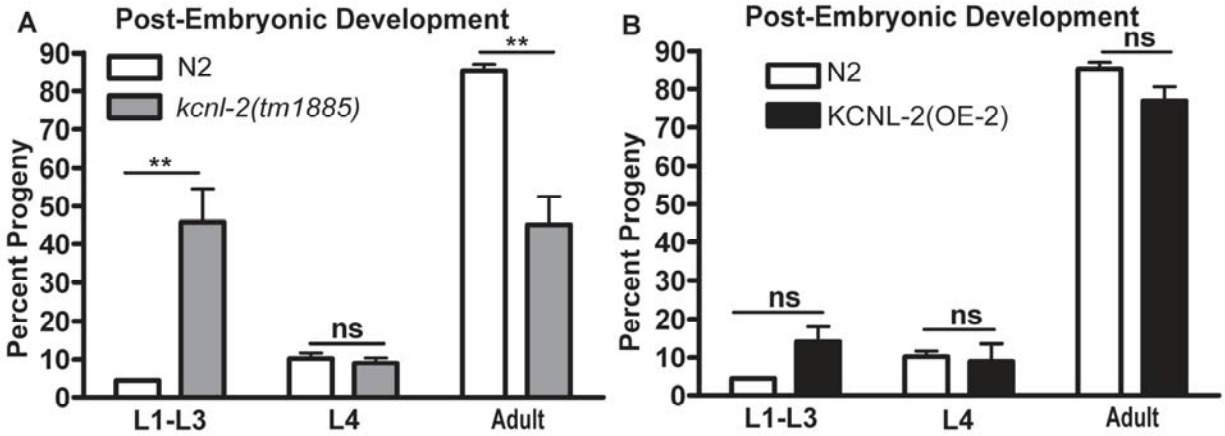 A
Post-Embryonic Development
N2
kcnl-2(tm1885)
**
ns
**
Percent Progeny
90
80
70
60
50
40
30
20
10
0
L1-L3
L4
Adult
B
Post-Embryonic Development
N2
KCNL-2(OE-2)
ns
ns
ns
Percent Progeny
90
80
70
60
50
40
30
20
10
0
L1-L3
L4
Adult